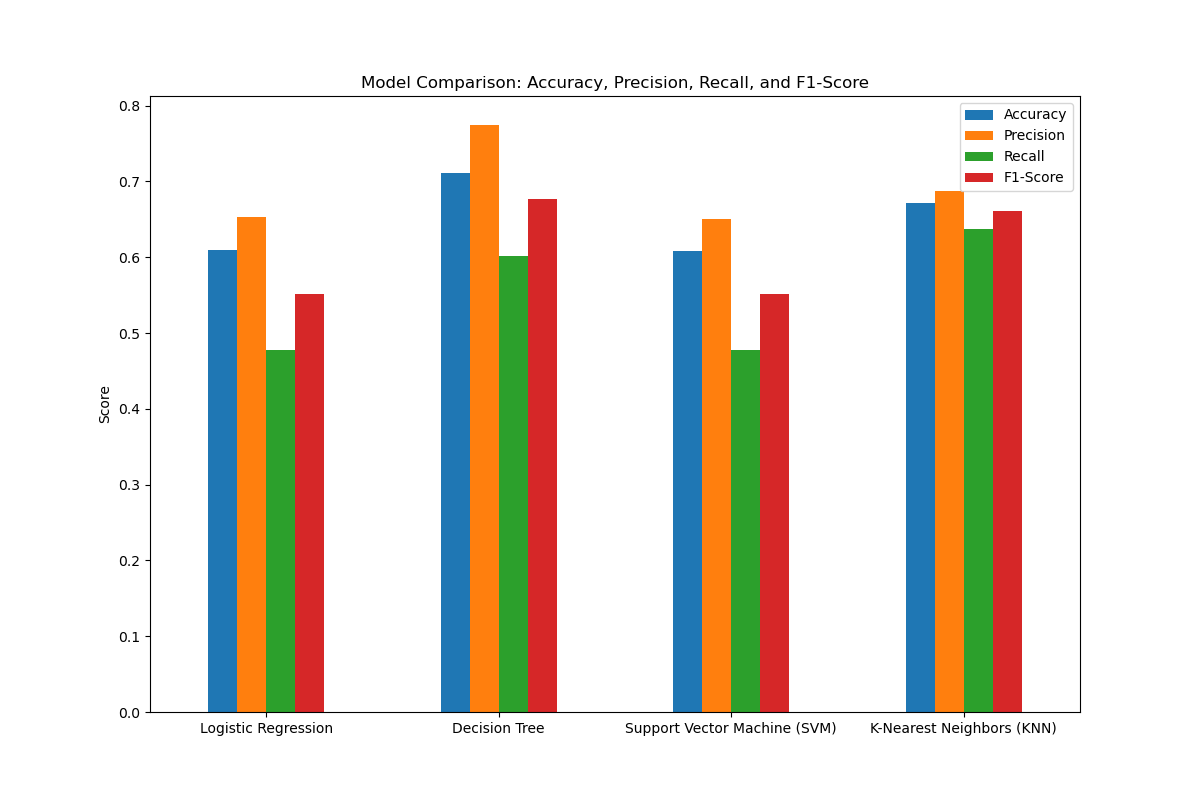 Model Comparison: Accuracy, Precision, Recall, and F1-Score
Accuracy
Precision
Recall
F1-Score
Score
0.8
0.7
0.6
0.5
0.4
0.3
0.2
0.1
0.0
Logistic Regression
Decision Tree
Support Vector Machine (SVM)
K-Nearest Neighbors (KNN)